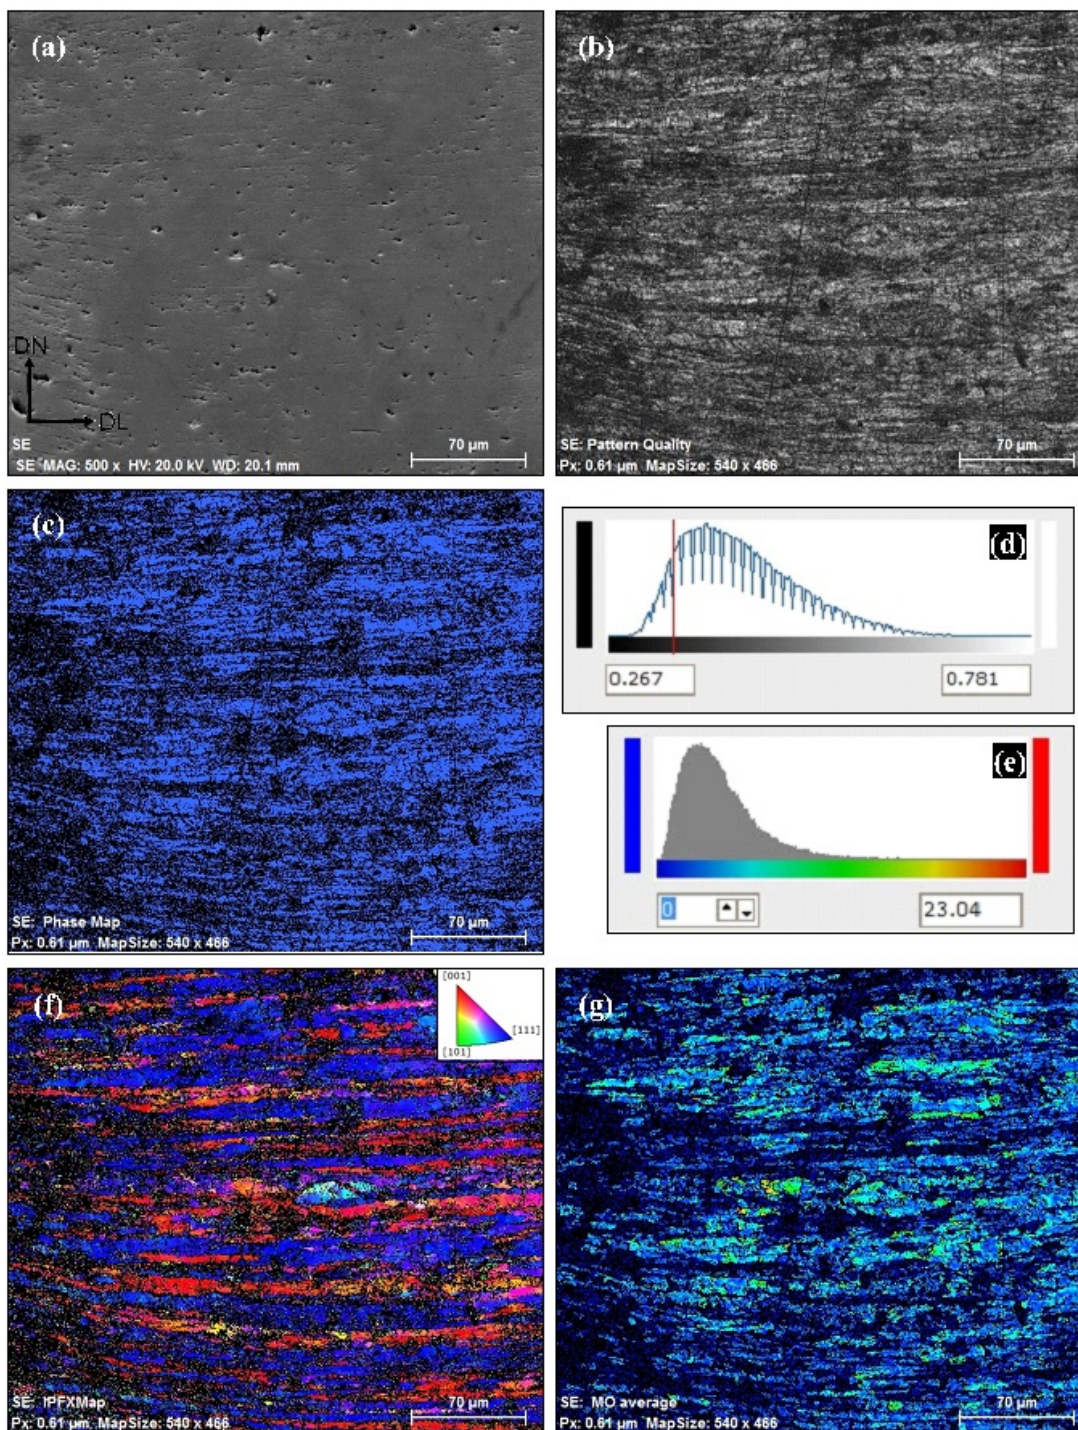 (a)
DN
DL
SE
70 µm
SE MAG: 500 x HV: 20.0 kV WD: 20.1 mm
(b)
SE: Pattern Quality
70 µm
Px: 0.61 µm MapSize: 540 x 466
(c)
SE: Phase Map
70 µm
Px: 0.61 µm MapSize: 540 x 466
(d)
0.267
0.781
(e)
0
23.04
(f)
[001]
[111]
[101]
SE: IPFXMap
70 µm
Px: 0.61 µm MapSize: 540 x 466
(g)
SE: MO average
70 µm
Px: 0.61 µm MapSize: 540 x 466